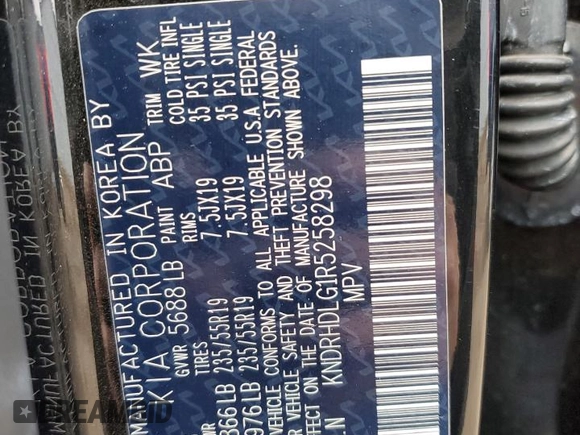 MANUFACTURED IN KOREA BY
KIA CORPORATION
GVWR 5688 LB PAINT ABP TRIM WK
TIRES RIMS COLD TIRE INFL
866 LB 235/55R19 7.5JX19 35 PSI SINGLE
976 LB 235/55R19 7.5JX19 35 PSI SINGLE
VEHICLE CONFORMS TO ALL APPLICABLE U.S.A FEDERAL
VEHICLE SAFETY AND THEFT PREVENTION STANDARDS
ON THE DATE OF MANUFACTURE SHOWN ABOVE.
KNDRHDLG1R5258298
MPV